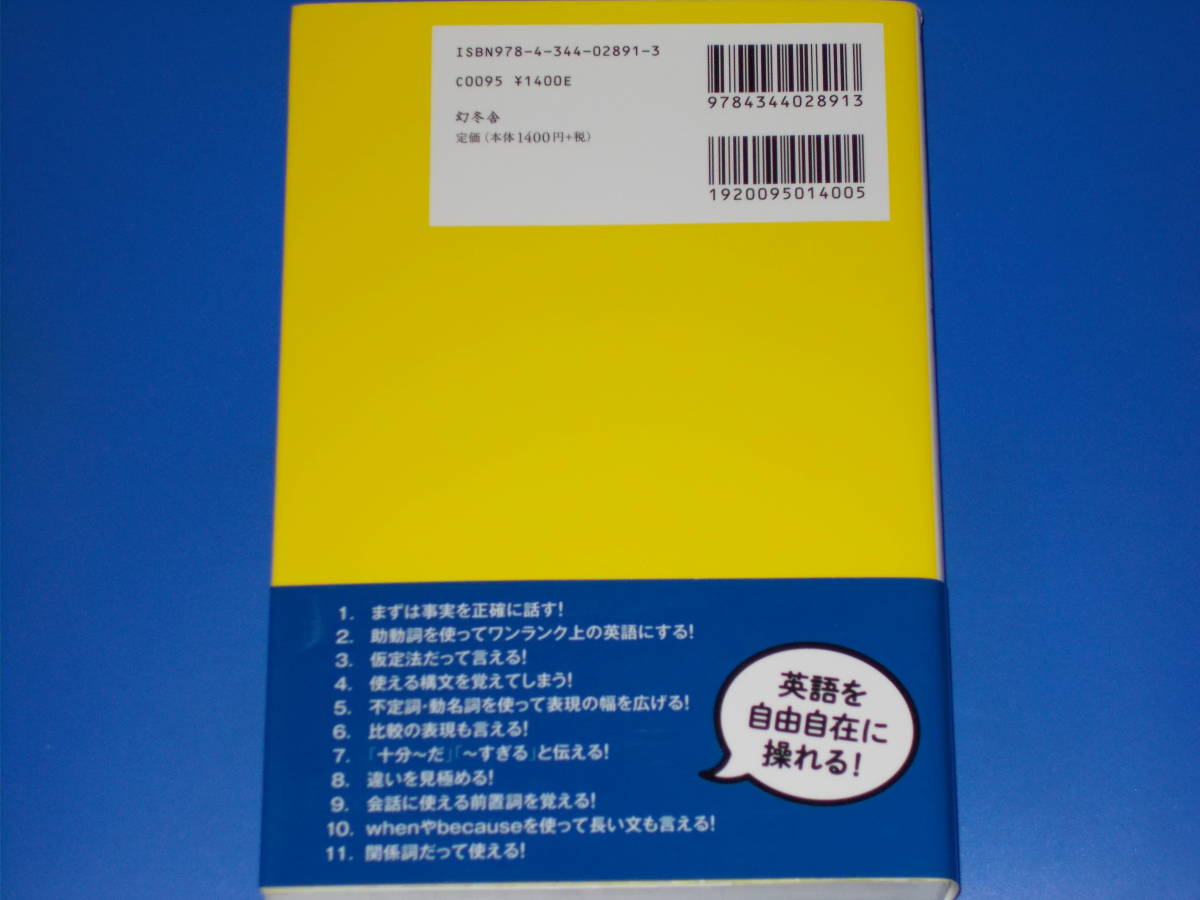 ISBN978-4-344-02891-3
C0095 ¥1400E
幻冬舎
定価(本体1400円+税)
9784344028913
1920095014005
1. まずは事実を正確に話す!
2. 助動詞を使ってワンランク上の英語にする!
3. 仮定法だって言える!
4. 使える構文を覚えてしまう!
5. 不定詞・動名詞を使って表現の幅を広げる!
6. 比較の表現も言える!
7. 「十分~だ」「~すぎる」と伝える!
8. 違いを見極める!
9. 会話に使える前置詞を覚える!
10. whenやbecauseを使って長い文も言える!
11. 関係詞だって使える!
英語を
自由自在に
操れる!